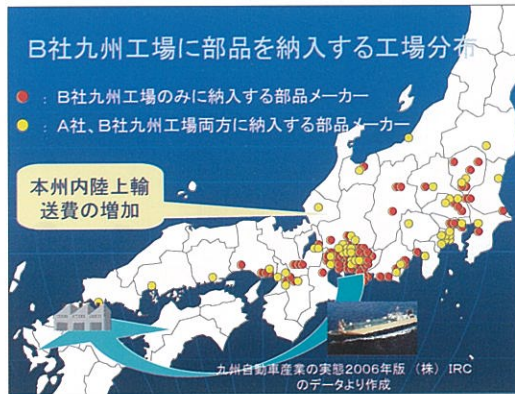 B社九州工場に部品を納入する工場分布
● : B社九州工場のみに納入する部品メーカー
● : A社、B社九州工場両方に納入する部品メーカー
本州内陸上輸
送費の増加
九州自動車産業の実態2006年版 (株) IRC
のデータより作成